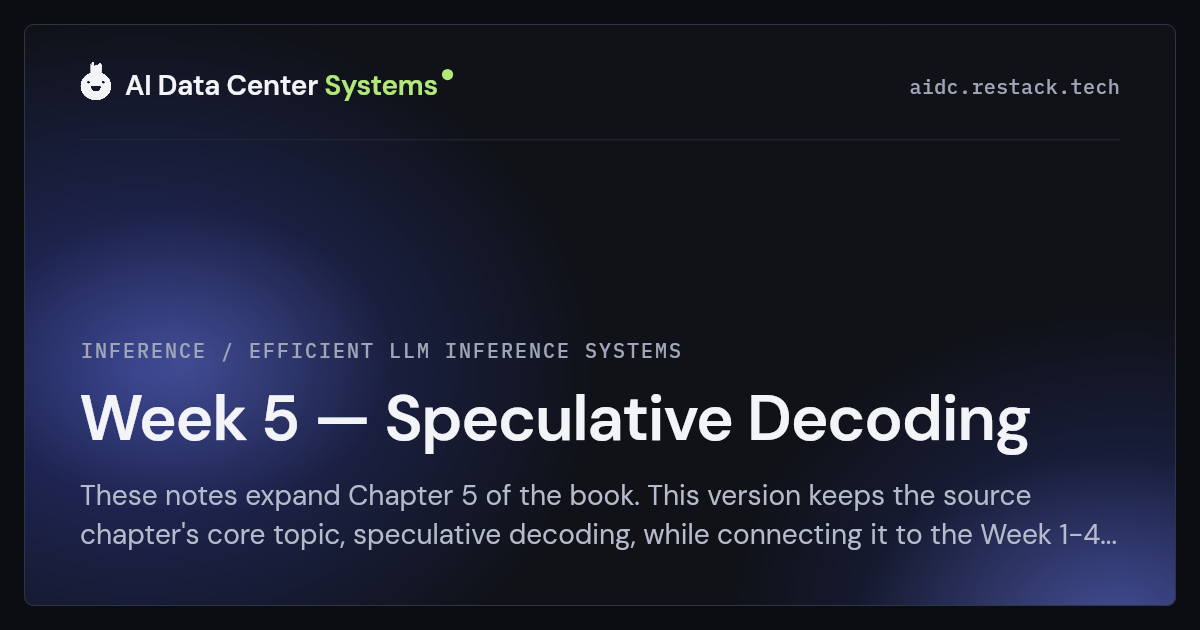 AI Data Center Systems
aidc.restack.tech
INFERENCE / EFFICIENT LLM INFERENCE SYSTEMS
Week 5 — Speculative Decoding
These notes expand Chapter 5 of the book. This version keeps the source
chapter's core topic, speculative decoding, while connecting it to the Week 1–4...